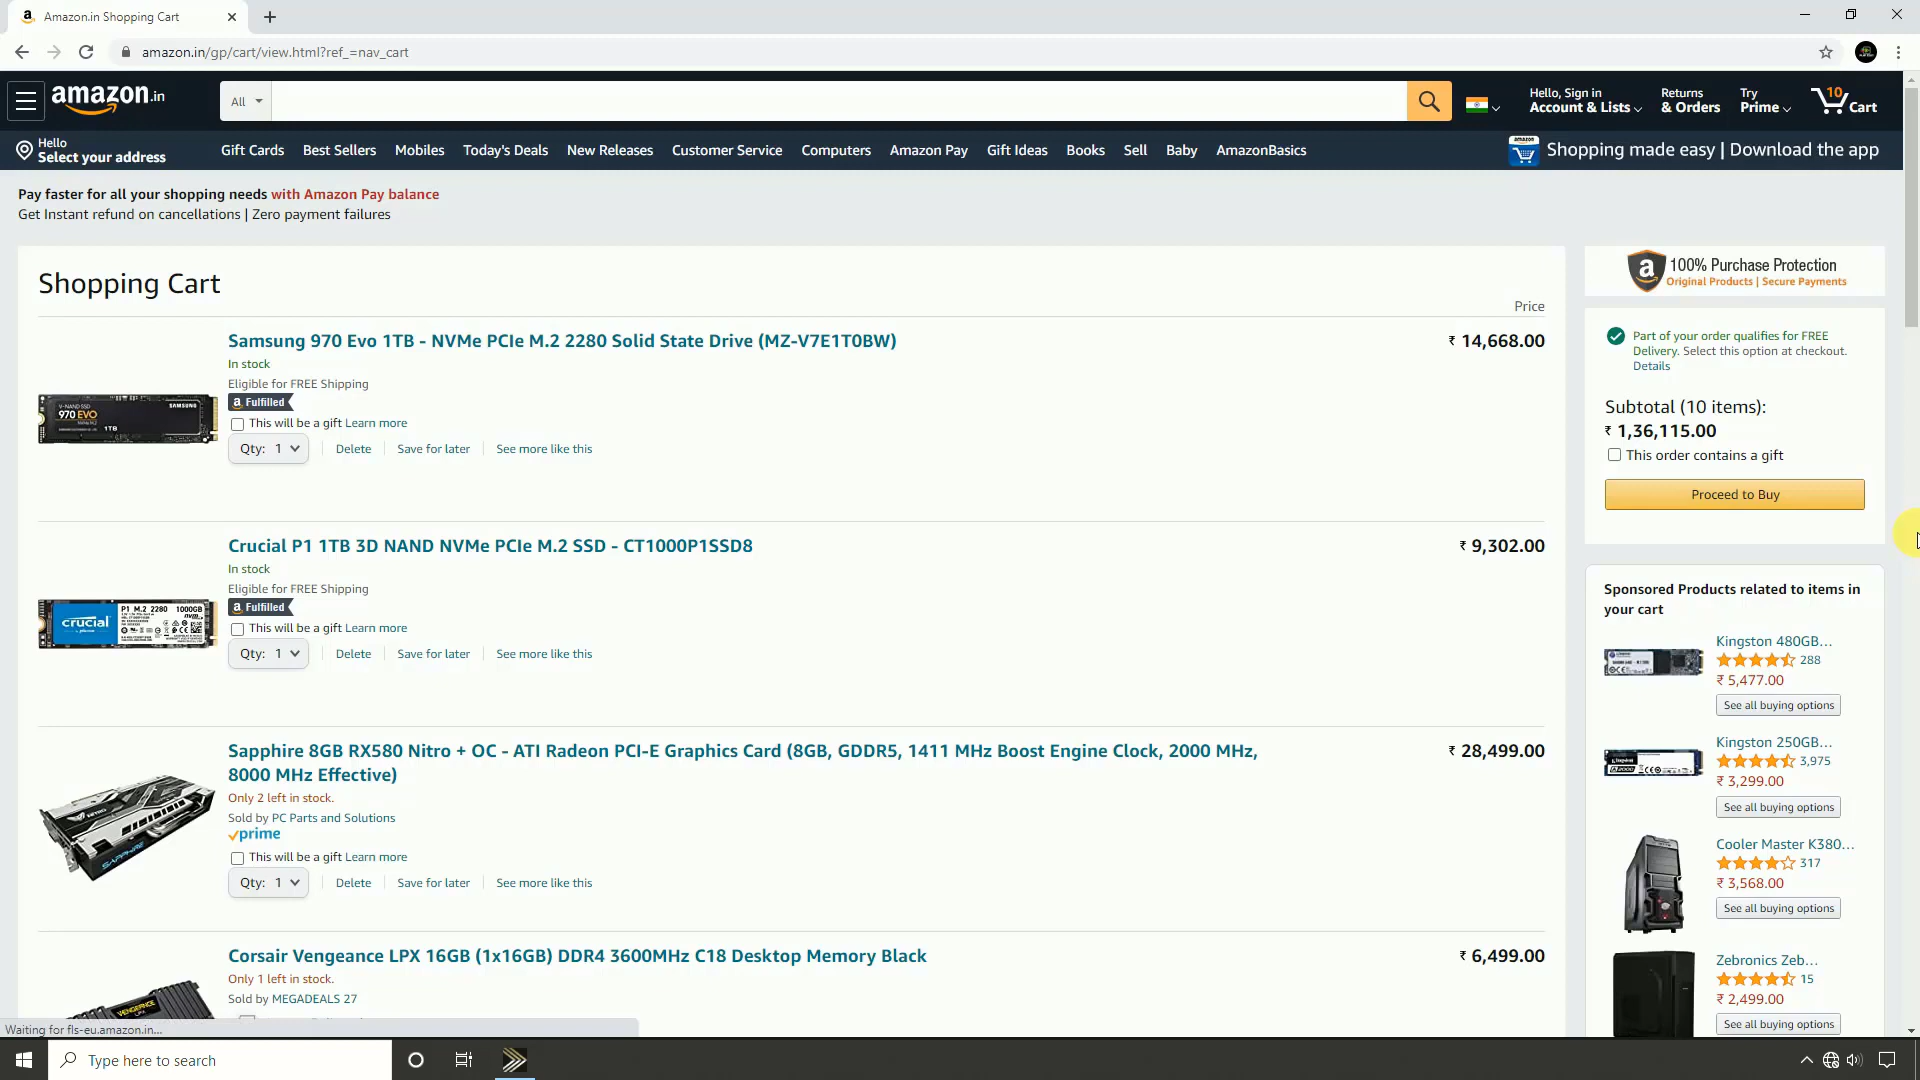 Amazon.in Shopping Cart
amazon.in/gp/cart/view.html?ref_=nav_cart
amazon.in
All
Hello, Sign in
Account & Lists
Returns
& Orders
Try
Prime
10
Cart
Hello
Select your address
Gift Cards
Best Sellers
Mobiles
Today's Deals
New Releases
Customer Service
Computers
Amazon Pay
Gift Ideas
Books
Sell
Baby
AmazonBasics
Shopping made easy | Download the app
Pay faster for all your shopping needs with Amazon Pay balance
Get Instant refund on cancellations | Zero payment failures
Shopping Cart
Price
Samsung 970 Evo 1TB - NVMe PCIe M.2 2280 Solid State Drive (MZ-V7E1T0BW)
₹ 14,668.00
In stock
Eligible for FREE Shipping
a Fulfilled
This will be a gift Learn more
Qty: 1
Delete
Save for later
See more like this
V-NAND SSD
970 EVO
NVMe M.2
1TB
SAMSUNG
Crucial P1 1TB 3D NAND NVMe PCIe M.2 SSD - CT1000P1SSD8
₹ 9,302.00
In stock
Eligible for FREE Shipping
a Fulfilled
This will be a gift Learn more
Qty: 1
Delete
Save for later
See more like this
crucial
P1 M.2 2280 1000GB
Sapphire 8GB RX580 Nitro + OC - ATI Radeon PCI-E Graphics Card (8GB, GDDR5, 1411 MHz Boost Engine Clock, 2000 MHz,
8000 MHz Effective)
₹ 28,499.00
Only 2 left in stock.
Sold by PC Parts and Solutions
prime
This will be a gift Learn more
Qty: 1
Delete
Save for later
See more like this
NITRO
SAPPHIRE
Corsair Vengeance LPX 16GB (1x16GB) DDR4 3600MHz C18 Desktop Memory Black
₹ 6,499.00
Only 1 left in stock.
Sold by MEGADEALS 27
VENGEANCE
LPX
100% Purchase Protection
Original Products | Secure Payments
Part of your order qualifies for FREE
Delivery. Select this option at checkout.
Details
Subtotal (10 items):
₹ 1,36,115.00
This order contains a gift
Proceed to Buy
Sponsored Products related to items in
your cart
Kingston 480GB...
288
₹ 5,477.00
See all buying options
Kingston 250GB...
3,975
₹ 3,299.00
See all buying options
Cooler Master K380...
317
₹ 3,568.00
See all buying options
Zebronics Zeb...
15
₹ 2,499.00
See all buying options
Waiting for fls-eu.amazon.in...
Type here to search